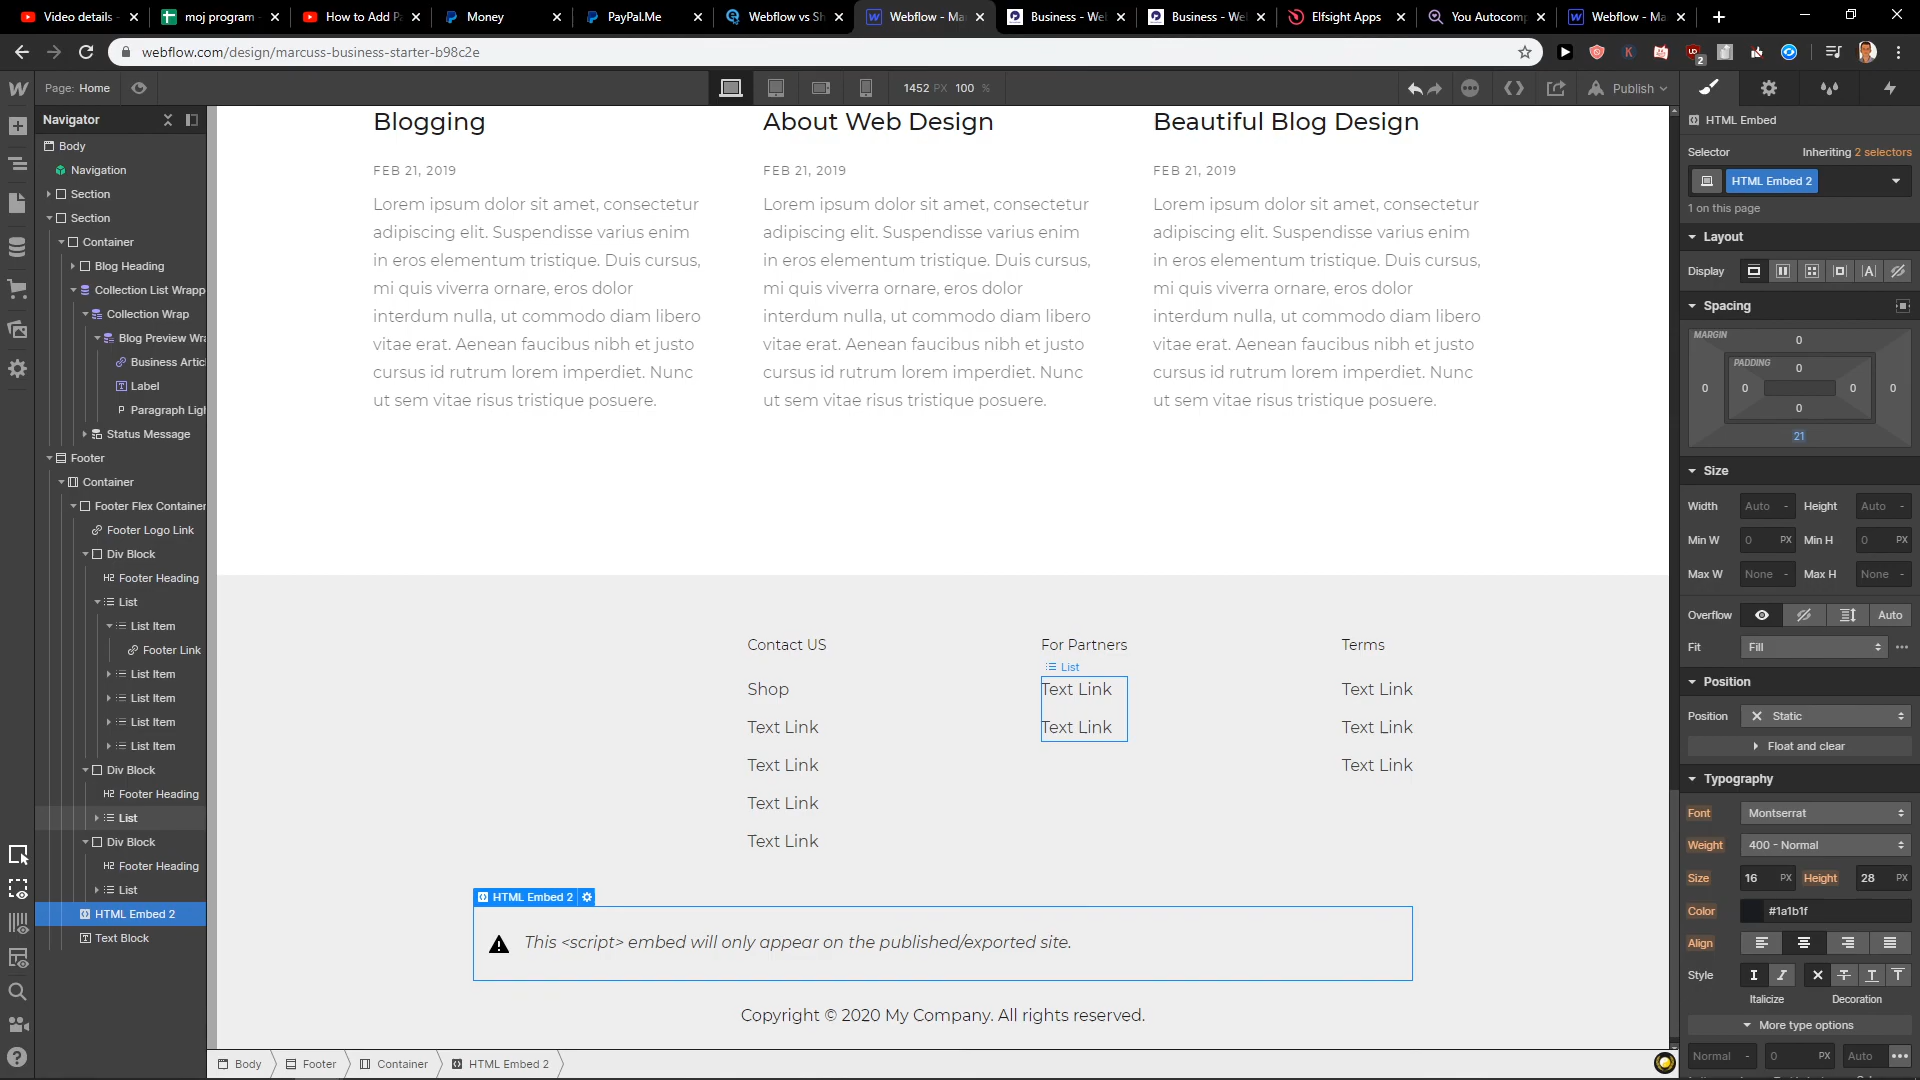 Video details -
moj program -
How to Add P
Money
PayPal.Me
Webflow vs Sh
Webflow - Ma
Business - We
Business - We
Elfsight Apps
You Autocomp
Webflow - Ma
webflow.com/design/marcuss-business-starter-b98c2e
Page: Home
1452 PX 100 %
Publish
Navigator
Body
Navigation
Section
Section
Container
Blog Heading
Collection List Wrapp
Collection Wrap
Blog Preview Wra
Business Artic
Label
Paragraph Ligh
Status Message
Footer
Container
Footer Flex Container
Footer Logo Link
Div Block
Footer Heading
List
List Item
Footer Link
List Item
List Item
List Item
List Item
Div Block
Footer Heading
List
Div Block
Footer Heading
List
HTML Embed 2
Text Block
Blogging
FEB 21, 2019
Lorem ipsum dolor sit amet, consectetur
adipiscing elit. Suspendisse varius enim
in eros elementum tristique. Duis cursus,
mi quis viverra ornare, eros dolor
interdum nulla, ut commodo diam libero
vitae erat. Aenean faucibus nibh et justo
cursus id rutrum lorem imperdiet. Nunc
ut sem vitae risus tristique posuere.
About Web Design
FEB 21, 2019
Lorem ipsum dolor sit amet, consectetur
adipiscing elit. Suspendisse varius enim
in eros elementum tristique. Duis cursus,
mi quis viverra ornare, eros dolor
interdum nulla, ut commodo diam libero
vitae erat. Aenean faucibus nibh et justo
cursus id rutrum lorem imperdiet. Nunc
ut sem vitae risus tristique posuere.
Beautiful Blog Design
FEB 21, 2019
Lorem ipsum dolor sit amet, consectetur
adipiscing elit. Suspendisse varius enim
in eros elementum tristique. Duis cursus,
mi quis viverra ornare, eros dolor
interdum nulla, ut commodo diam libero
vitae erat. Aenean faucibus nibh et justo
cursus id rutrum lorem imperdiet. Nunc
ut sem vitae risus tristique posuere.
Contact US
Shop
Text Link
Text Link
Text Link
Text Link
For Partners
List
Text Link
Text Link
Terms
Text Link
Text Link
Text Link
HTML Embed 2
This <script> embed will only appear on the published/exported site.
Copyright © 2020 My Company. All rights reserved.
Body
Footer
Container
HTML Embed 2
HTML Embed
Selector
Inheriting 2 selectors
HTML Embed 2
1 on this page
Layout
Display
Spacing
MARGIN
0
PADDING
0
0 0 0 0
0
21
Size
Width Auto - Height Auto -
Min W 0 PX Min H 0 PX
Max W None - Max H None -
Overflow Auto
Fit Fill
Position
Position Static
Float and clear
Typography
Font Montserrat
Weight 400 - Normal
Size 16 PX Height 28 PX
Color #1a1b1f
Align
Style
Italicize Decoration
More type options
Normal - 0 PX Auto